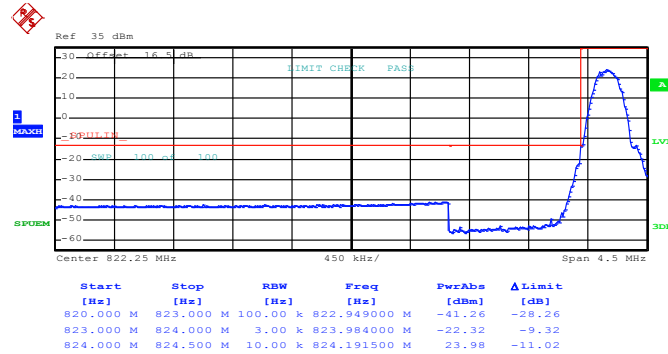 R S
Ref 35 dBm
30 Offset 16.5 dB
LIMIT CHECK PASS
20
A
10
1
0
MAXH
-10
_SPULIN_
LVL
-20
SWP 100 of 100
-30
-40
-50
SPUEM
3DB
-60
Center 822.25 MHz 450 kHz/ Span 4.5 MHz
Start Stop RBW Freq PwrAbs ΔLimit
[Hz] [Hz] [Hz] [Hz] [dBm] [dB]
820.000 M 823.000 M 100.00 k 822.949000 M -41.26 -28.26
823.000 M 824.000 M 3.00 k 823.984000 M -22.32 -9.32
824.000 M 824.500 M 10.00 k 824.191500 M 23.98 -11.02